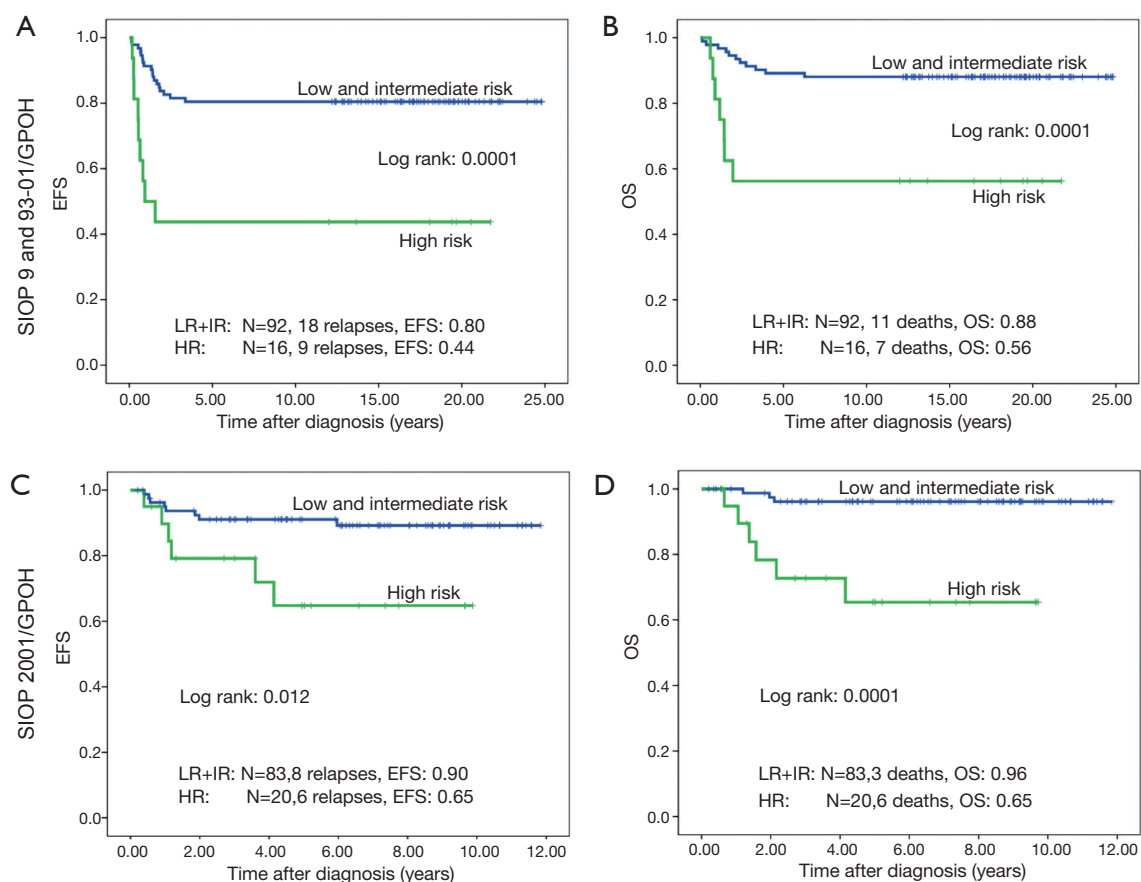 A
SIOP 9 and 93-01/GPOH
EFS
1.0
0.8
0.6
0.4
0.2
0.0
Low and intermediate risk
Log rank: 0.0001
High risk
LR+IR: N=92, 18 relapses, EFS: 0.80
HR: N=16, 9 relapses, EFS: 0.44
0.00 5.00 10.00 15.00 20.00 25.00
Time after diagnosis (years)
B
OS
1.0
0.8
0.6
0.4
0.2
0.0
Low and intermediate risk
Log rank: 0.0001
High risk
LR+IR: N=92, 11 deaths, OS: 0.88
HR: N=16, 7 deaths, OS: 0.56
0.00 5.00 10.00 15.00 20.00 25.00
Time after diagnosis (years)
C
SIOP 2001/GPOH
EFS
1.0
0.8
0.6
0.4
0.2
0.0
Low and intermediate risk
High risk
Log rank: 0.012
LR+IR: N=83,8 relapses, EFS: 0.90
HR: N=20,6 relapses, EFS: 0.65
0.00 2.00 4.00 6.00 8.00 10.00 12.00
Time after diagnosis (years)
D
OS
1.0
0.8
0.6
0.4
0.2
0.0
Low and intermediate risk
High risk
Log rank: 0.0001
LR+IR: N=83,3 deaths, OS: 0.96
HR: N=20,6 deaths, OS: 0.65
0.00 2.00 4.00 6.00 8.00 10.00 12.00
Time after diagnosis (years)